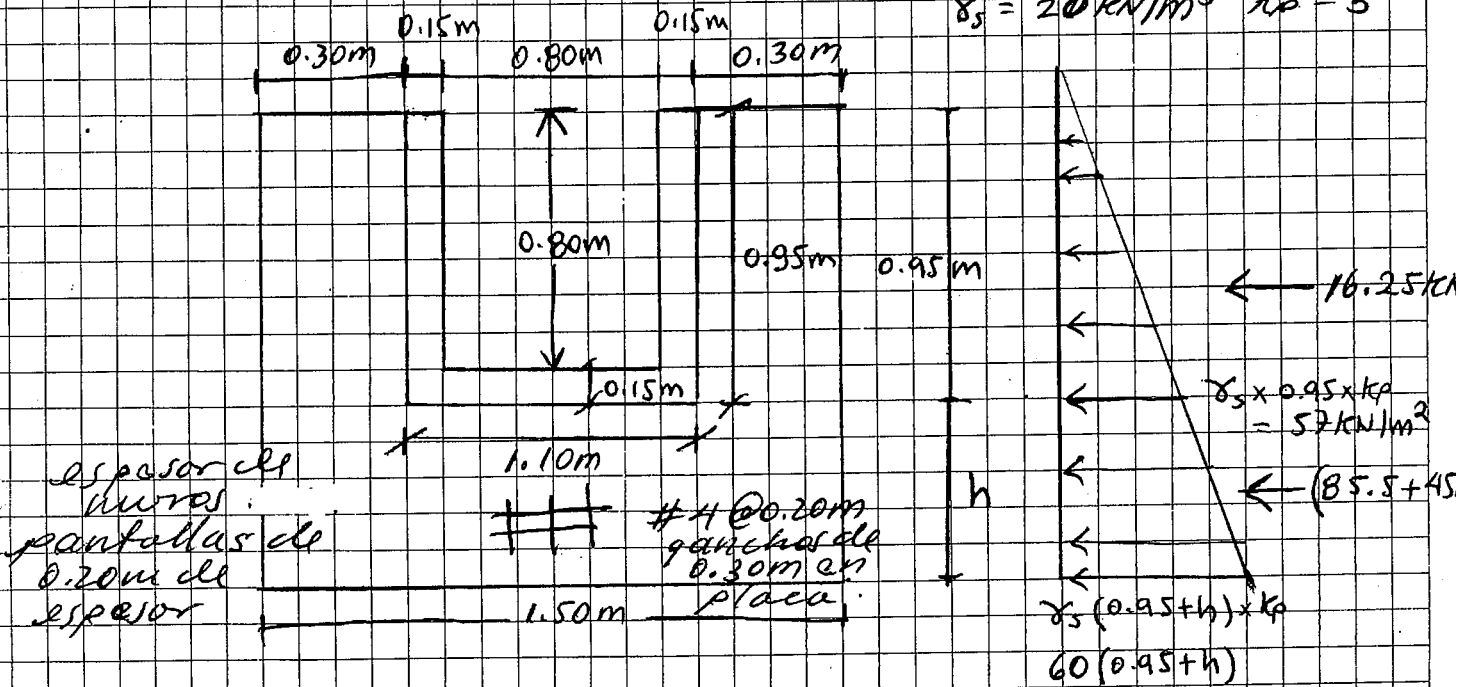 γs = 20 KN/m³ kp = 3
0.15m 0.15m
0.30m 0.80m 0.30m
0.80m
0.95m 0.95m
0.15m
1.10m
16.25KN
γs x 0.95 x kp
= 57KN/m²
(85.5+45
h
espesor de
muros.
pantallas de
0.20m de
espesor
#4 @0.20m
ganchos de
0.30m en
placa.
1.50m
γs (0.95+h) x kp
60 (0.95+h)